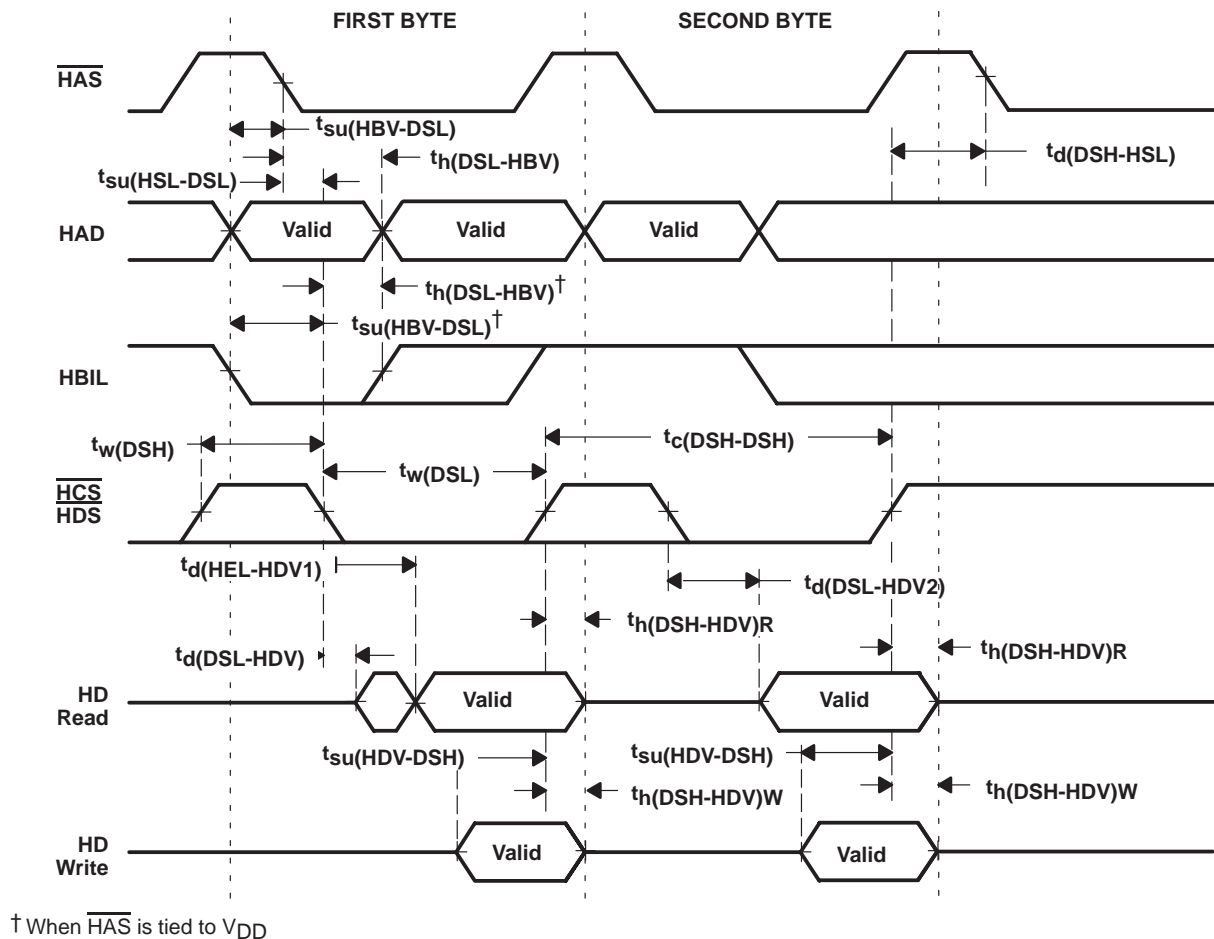 FIRST BYTE SECOND BYTE
HAS
tsu(HBV-DSL)
th(DSL-HBV)
td(DSH-HSL)
tsu(HSL-DSL)
HAD Valid Valid Valid
th(DSL-HBV)†
tsu(HBV-DSL)†
HBIL
tw(DSH) tc(DSH-DSH)
tw(DSL)
HCS
HDS
td(HEL-HDV1)
td(DSL-HDV2)
th(DSH-HDV)R
td(DSL-HDV) th(DSH-HDV)R
HD
Read Valid Valid
tsu(HDV-DSH) tsu(HDV-DSH)
th(DSH-HDV)W th(DSH-HDV)W
HD
Write Valid Valid
† When HAS is tied to VDD